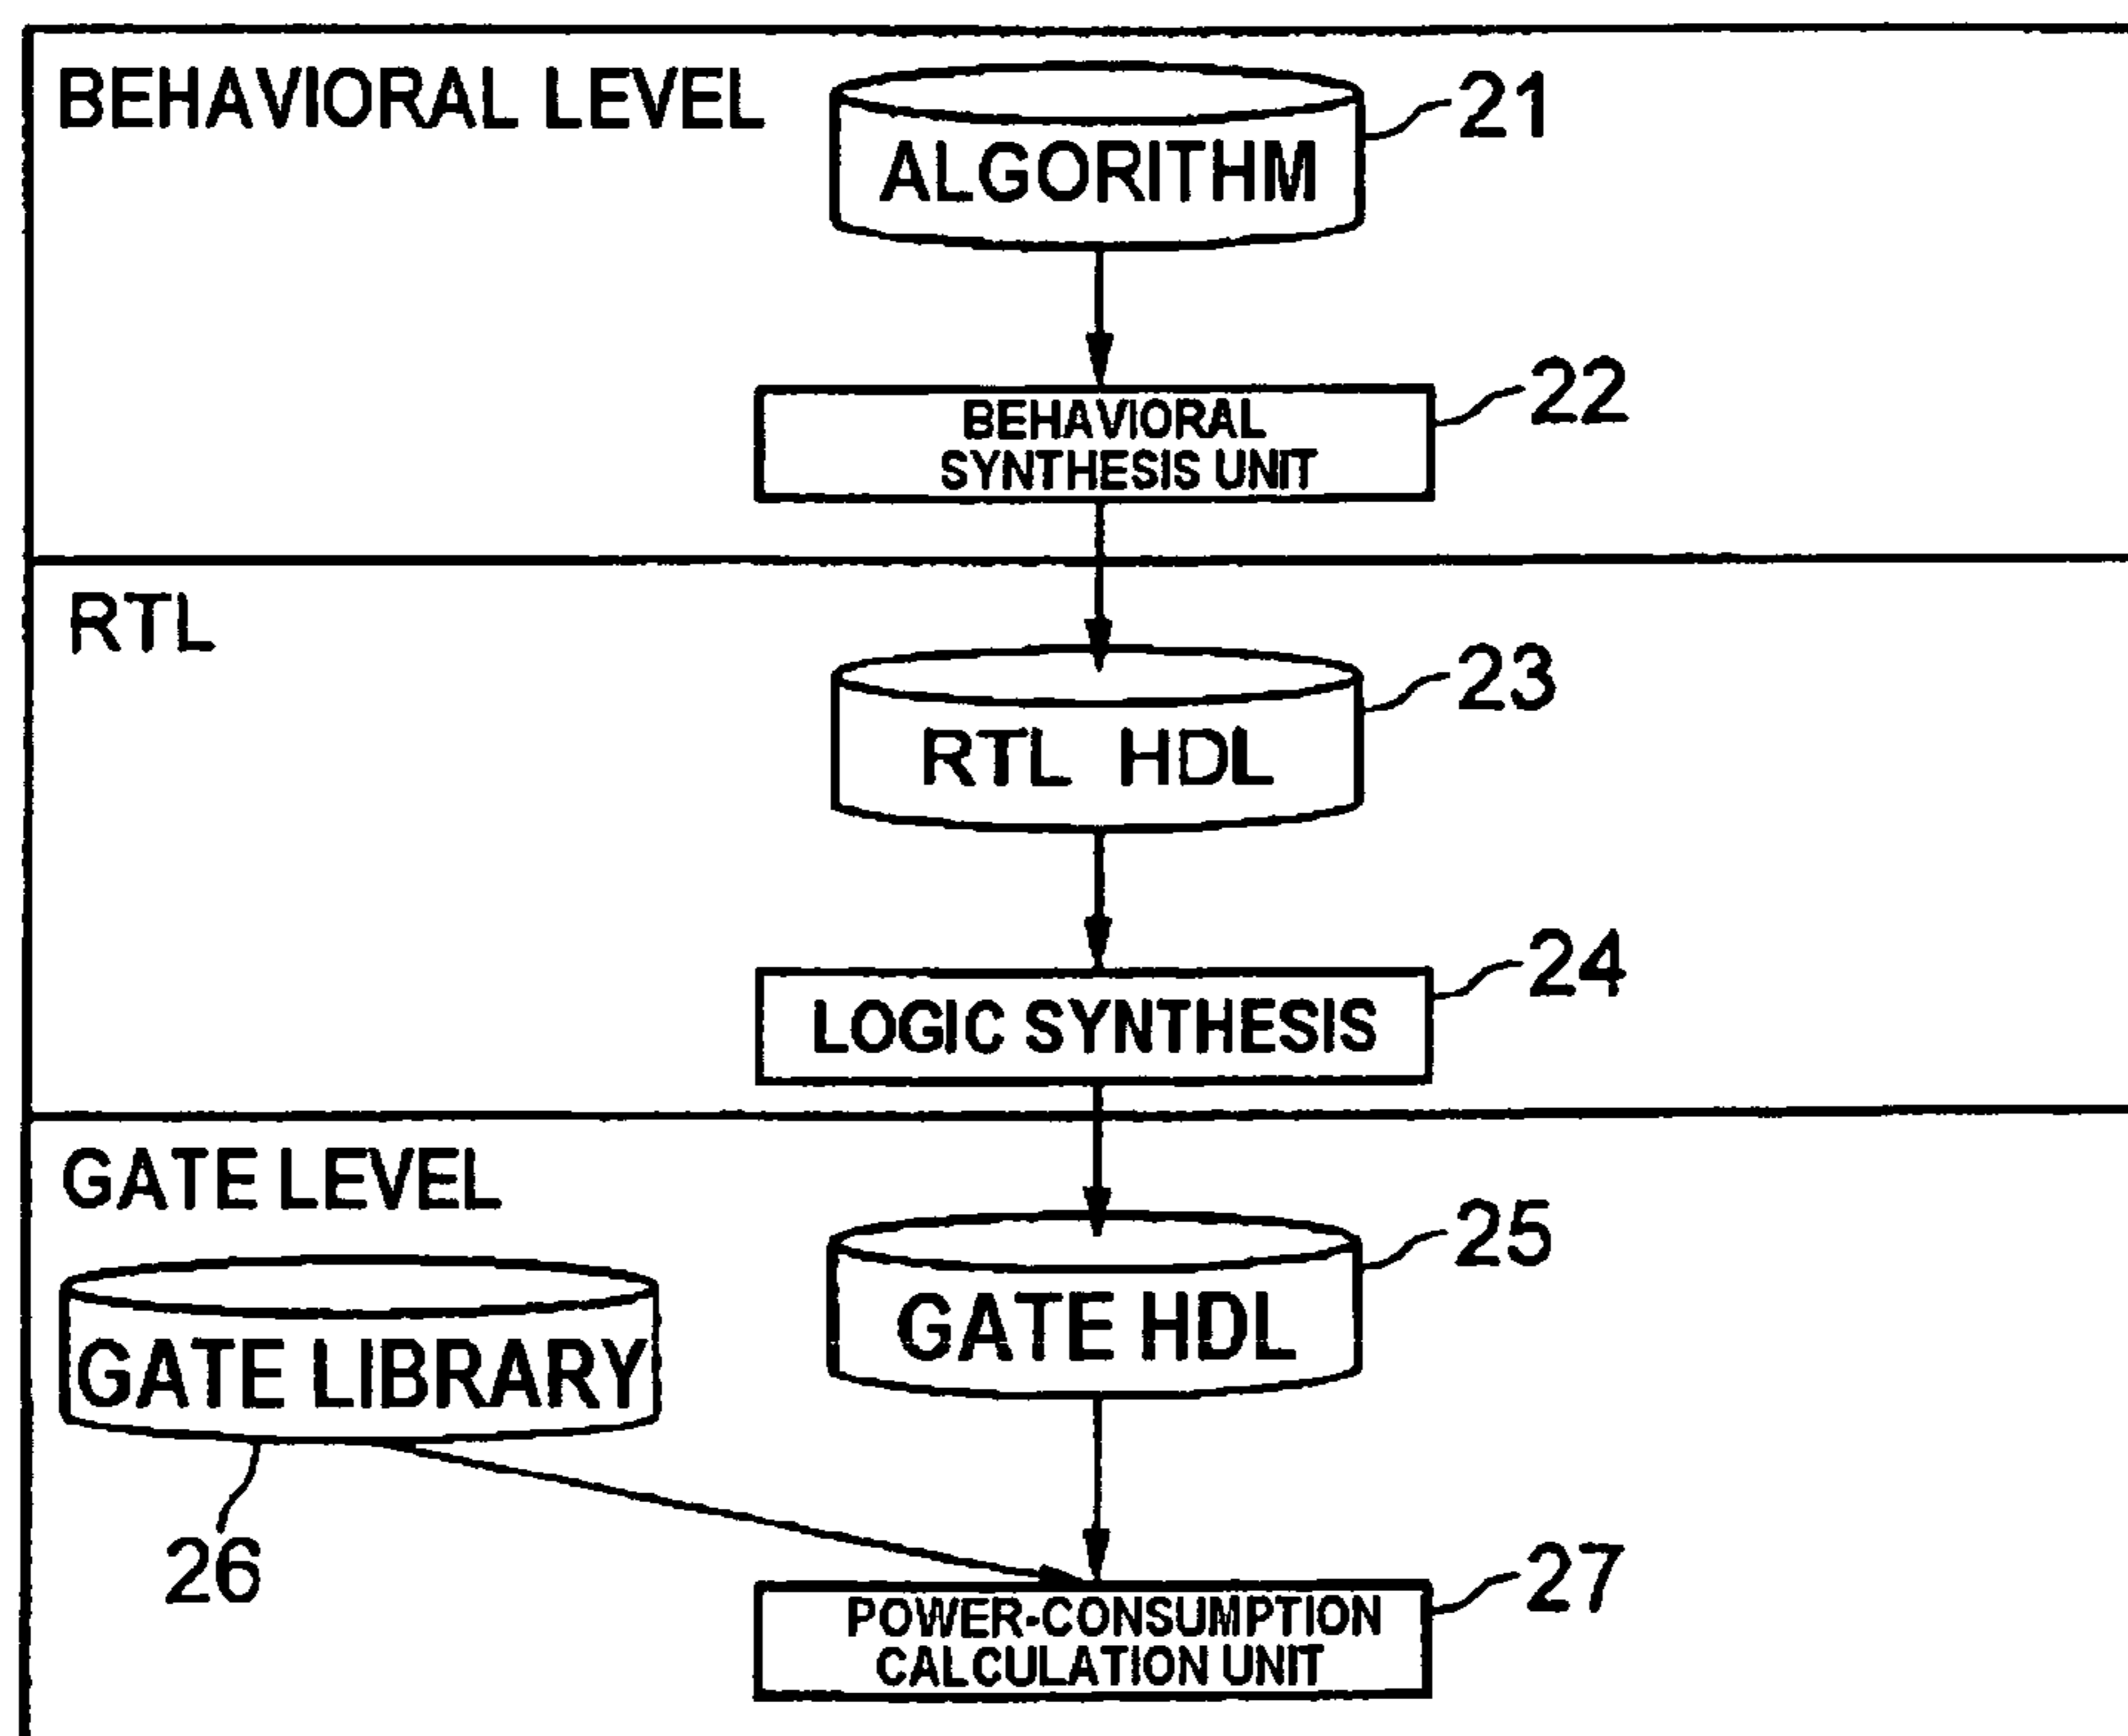 BEHAVIORAL LEVEL
ALGORITHM
21
BEHAVIORAL
SYNTHESIS UNIT
22
RTL
RTL HDL
23
LOGIC SYNTHESIS
24
GATE LEVEL
GATE HDL
25
GATE LIBRARY
26
POWER-CONSUMPTION
CALCULATION UNIT
27